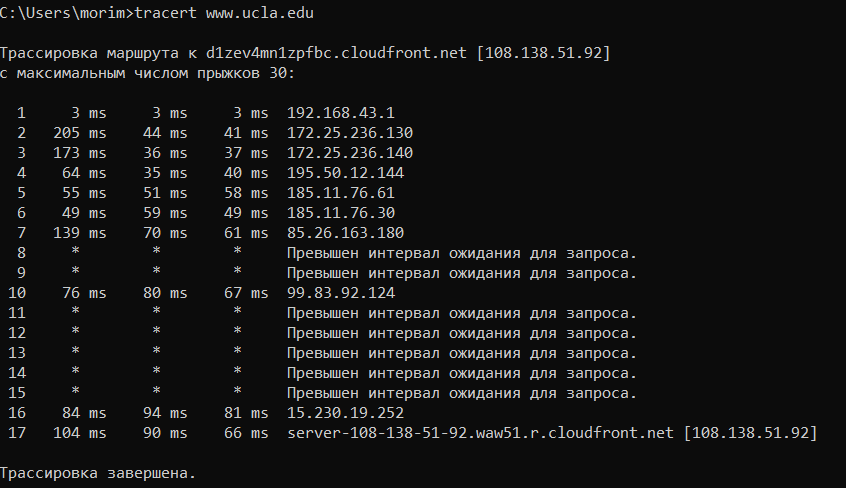 C:\Users\morim>tracert www.ucla.edu
Трассировка маршрута к d1zev4mn1zpfbc.cloudfront.net [108.138.51.92]
с максимальным числом прыжков 30:
1 3 ms 3 ms 3 ms 192.168.43.1
2 205 ms 44 ms 41 ms 172.25.236.130
3 173 ms 36 ms 37 ms 172.25.236.140
4 64 ms 35 ms 40 ms 195.50.12.144
5 55 ms 51 ms 58 ms 185.11.76.61
6 49 ms 59 ms 49 ms 185.11.76.30
7 139 ms 70 ms 61 ms 85.26.163.180
8 * * * Превышен интервал ожидания для запроса.
9 * * * Превышен интервал ожидания для запроса.
10 76 ms 80 ms 67 ms 99.83.92.124
11 * * * Превышен интервал ожидания для запроса.
12 * * * Превышен интервал ожидания для запроса.
13 * * * Превышен интервал ожидания для запроса.
14 * * * Превышен интервал ожидания для запроса.
15 * * * Превышен интервал ожидания для запроса.
16 84 ms 94 ms 81 ms 15.230.19.252
17 104 ms 90 ms 66 ms server-108-138-51-92.waw51.r.cloudfront.net [108.138.51.92]
Трассировка завершена.